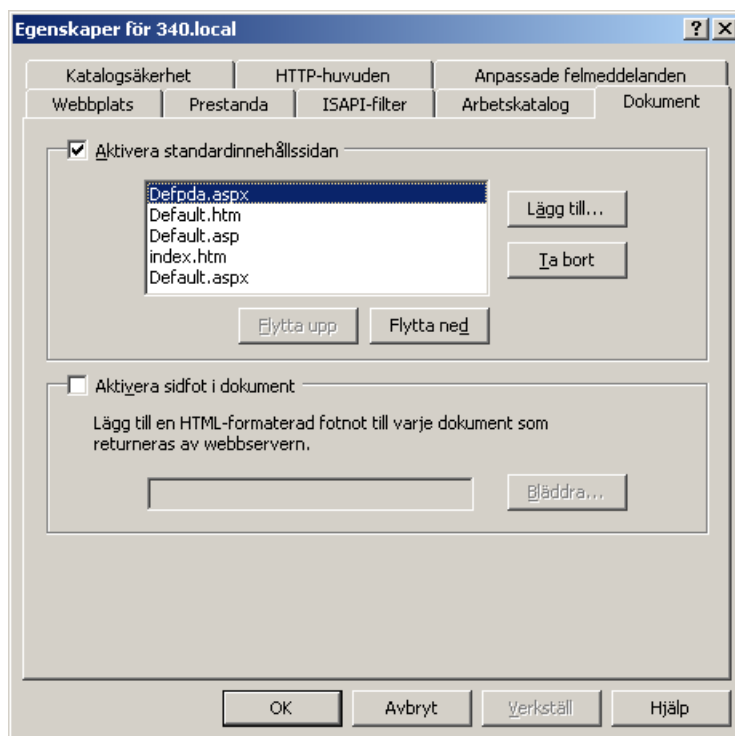 Egenskaper för 340.local
Katalogsäkerhet HTTP-huvuden Anpassade felmeddelanden
Webbplats Prestanda ISAPI-filter Arbetskatalog Dokument
Aktivera standardinnehållssidan
Defpda.aspx
Default.htm
Default.asp
index.htm
Default.aspx
Lägg till...
Ta bort
Flytta upp Flytta ned
Aktivera sidfot i dokument
Lägg till en HTML-formaterad fotnot till varje dokument som
returneras av webbservern.
Bläddra...
OK Avbryt Verkställ Hjälp